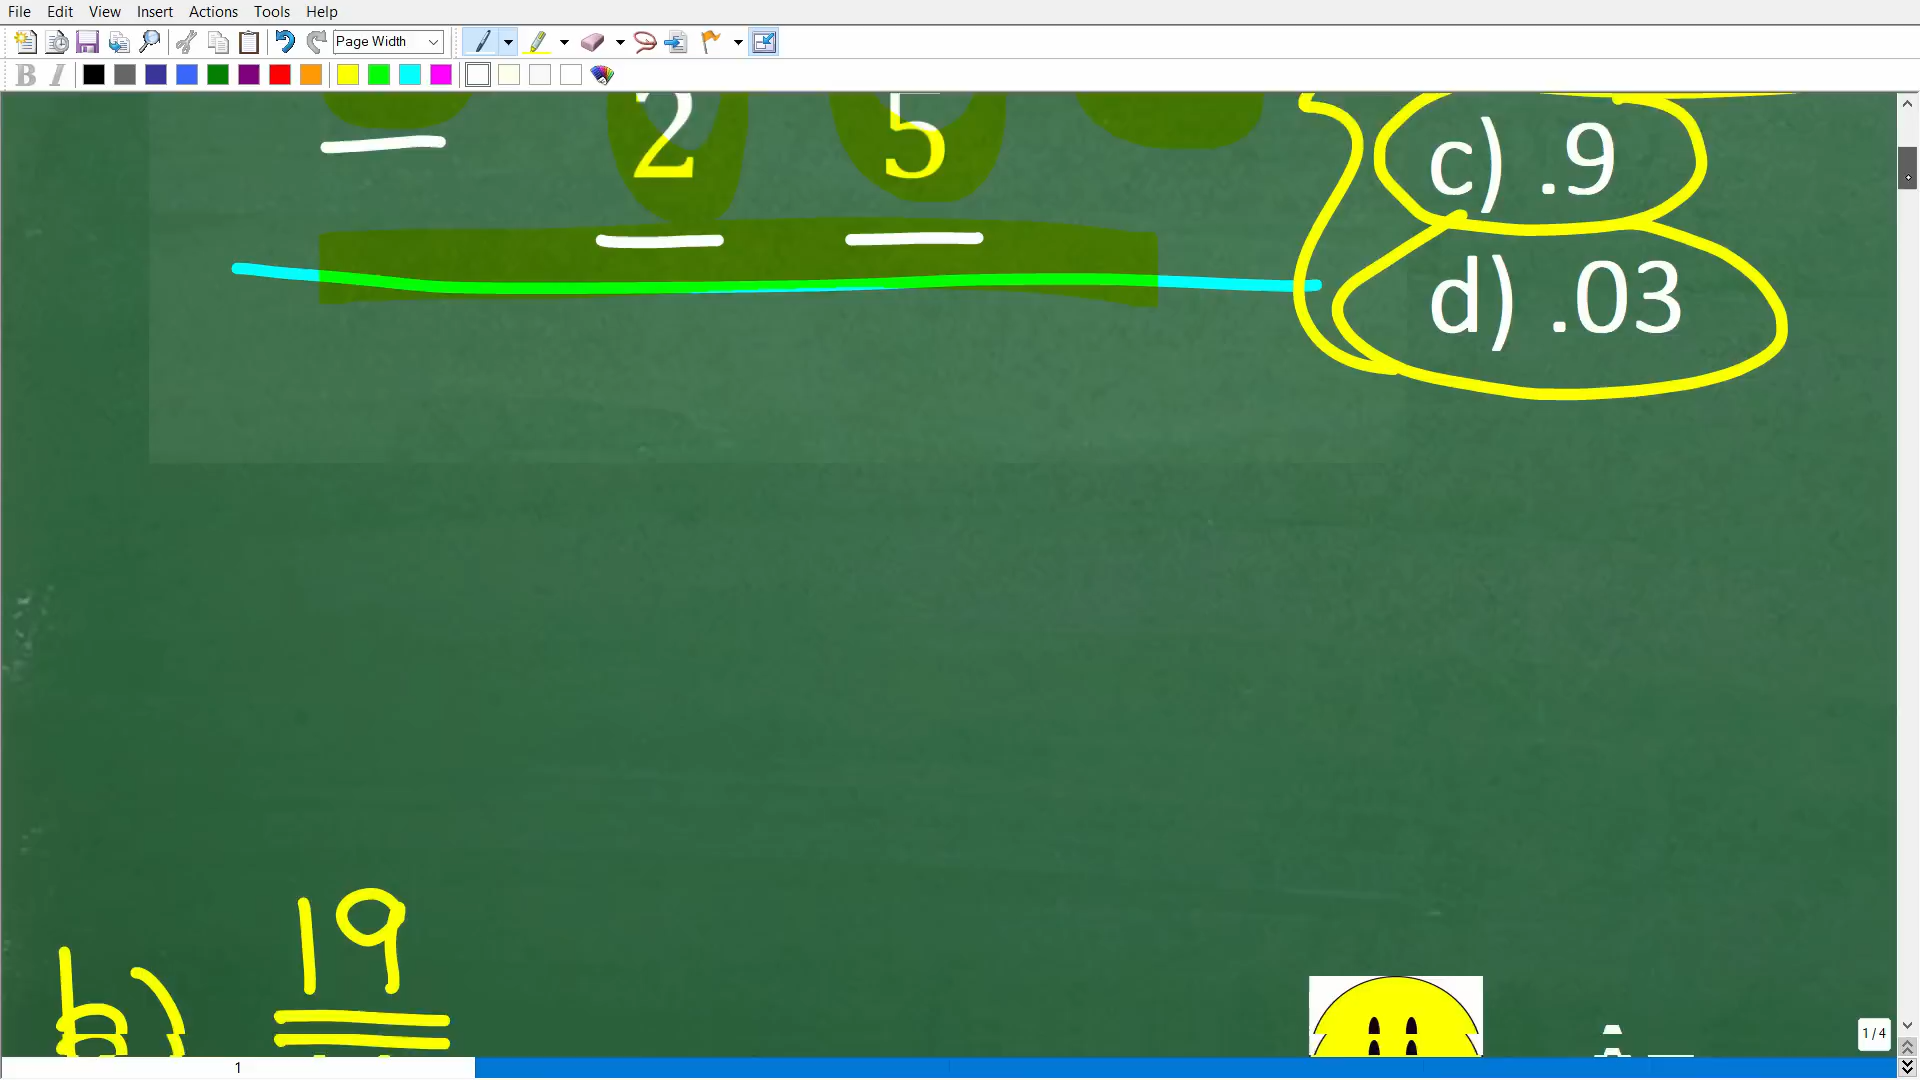 File Edit View Insert Actions Tools Help
Page Width
B I
2 5
c) .9
d) .03
19
b)
1 / 4
1